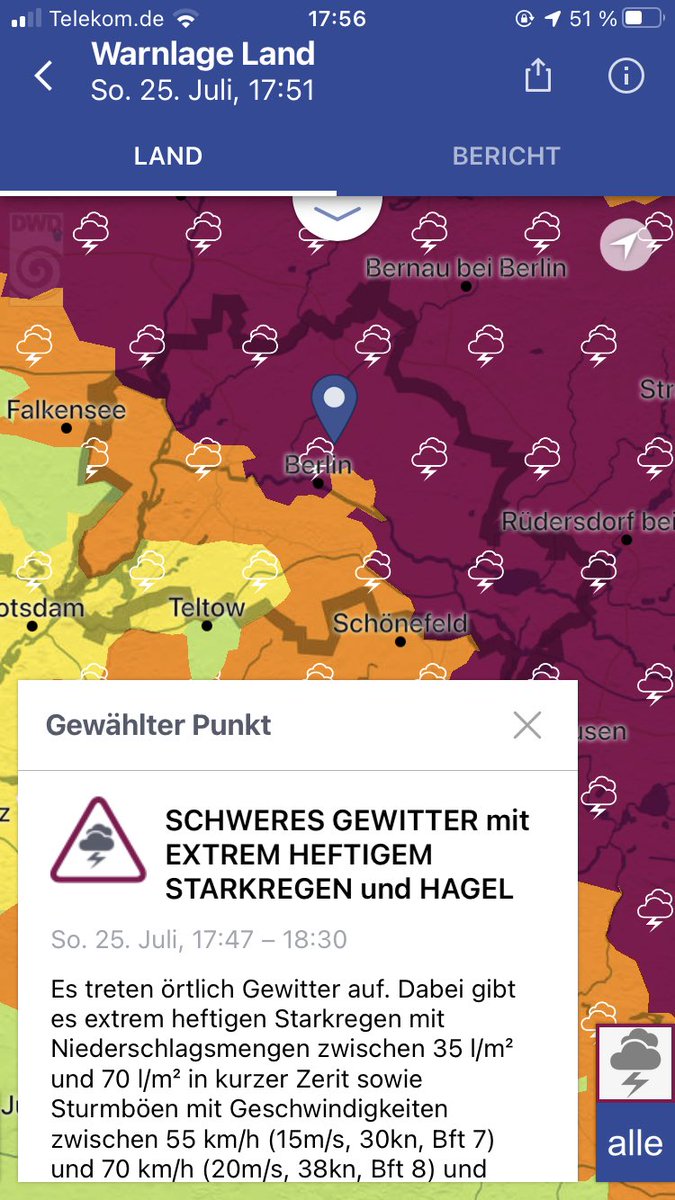 Telekom.de 17:56 51 %
Warnlage Land
So. 25. Juli, 17:51
LAND BERICHT
DWD
Bernau bei Berlin
Str
Falkensee
Berlin
Rüdersdorf bei
otsdam
Teltow
Schönefeld
usen
z
Gewählter Punkt
SCHWERES GEWITTER mit
EXTREM HEFTIGEM
STARKREGEN und HAGEL
So. 25. Juli, 17:47 – 18:30
Es treten örtlich Gewitter auf. Dabei gibt
es extrem heftigen Starkregen mit
Niederschlagsmengen zwischen 35 l/m²
und 70 l/m² in kurzer Zerit sowie
Sturmböen mit Geschwindigkeiten
zwischen 55 km/h (15m/s, 30kn, Bft 7)
und 70 km/h (20m/s, 38kn, Bft 8) und
Jü
alle